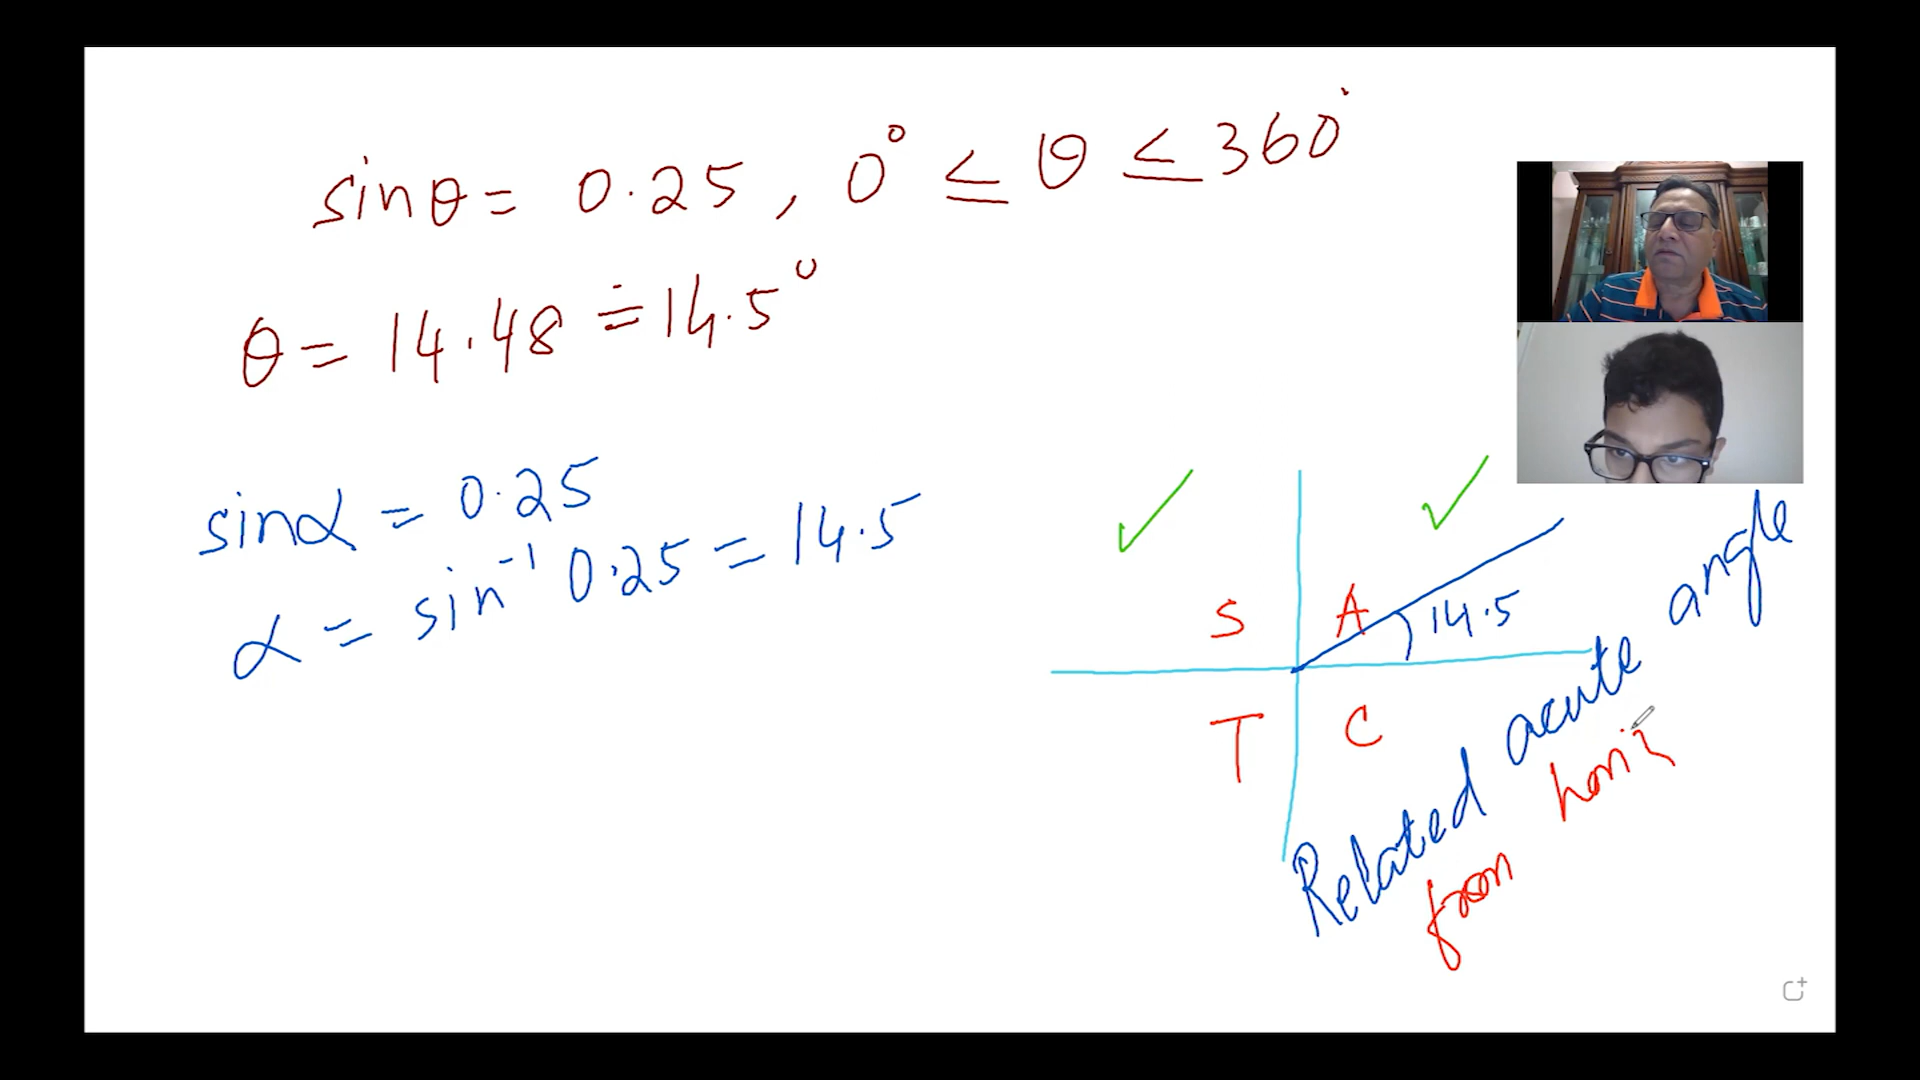 sinθ = 0.25 , 0° ≤ θ ≤ 360°
θ = 14.48 ≐ 14.5°
sinα = 0.25
α = sin⁻¹ 0.25 = 14.5
S A
14.5
T C
Related acute angle
from horiz